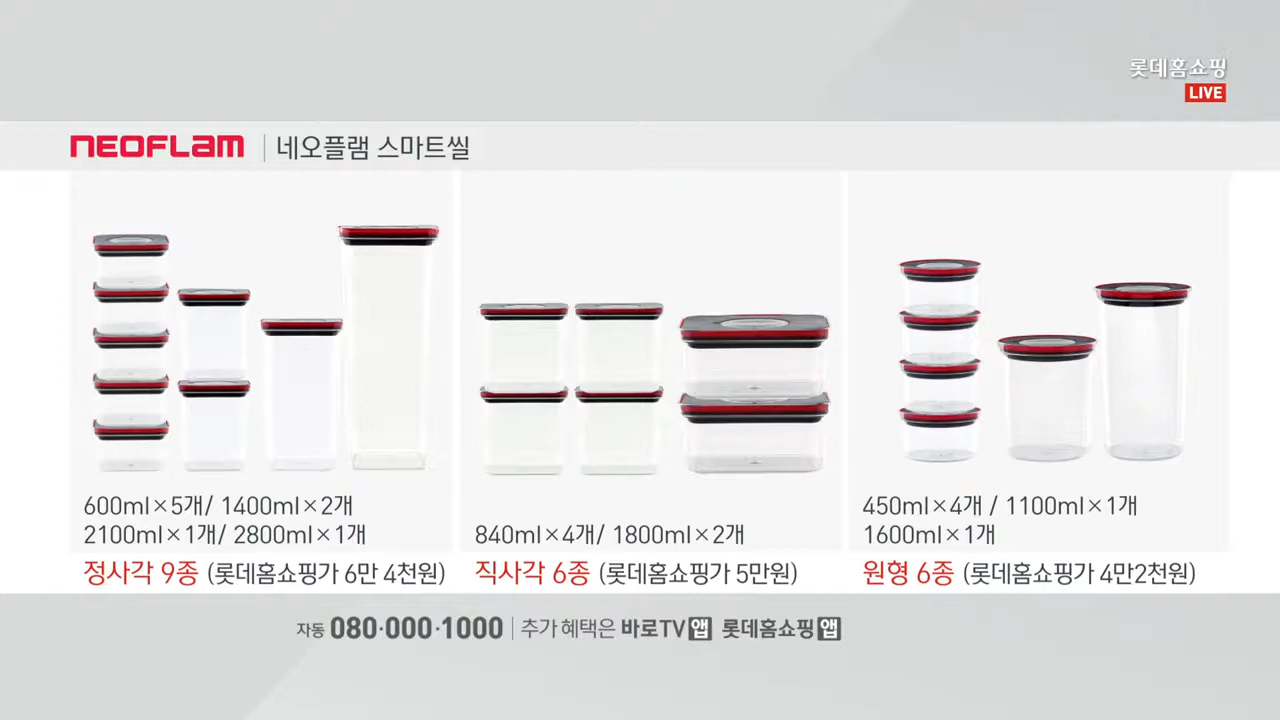 롯데홈쇼핑
LIVE
NEOFLAM | 네오플램 스마트씰
600ml×5개/ 1400ml×2개
2100ml×1개/ 2800ml×1개
정사각 9종 (롯데홈쇼핑가 6만 4천원)
840ml×4개/ 1800ml×2개
직사각 6종 (롯데홈쇼핑가 5만원)
450ml×4개 / 1100ml×1개
1600ml×1개
원형 6종 (롯데홈쇼핑가 4만2천원)
자동 080·000·1000 | 추가 혜택은 바로TV앱 롯데홈쇼핑앱